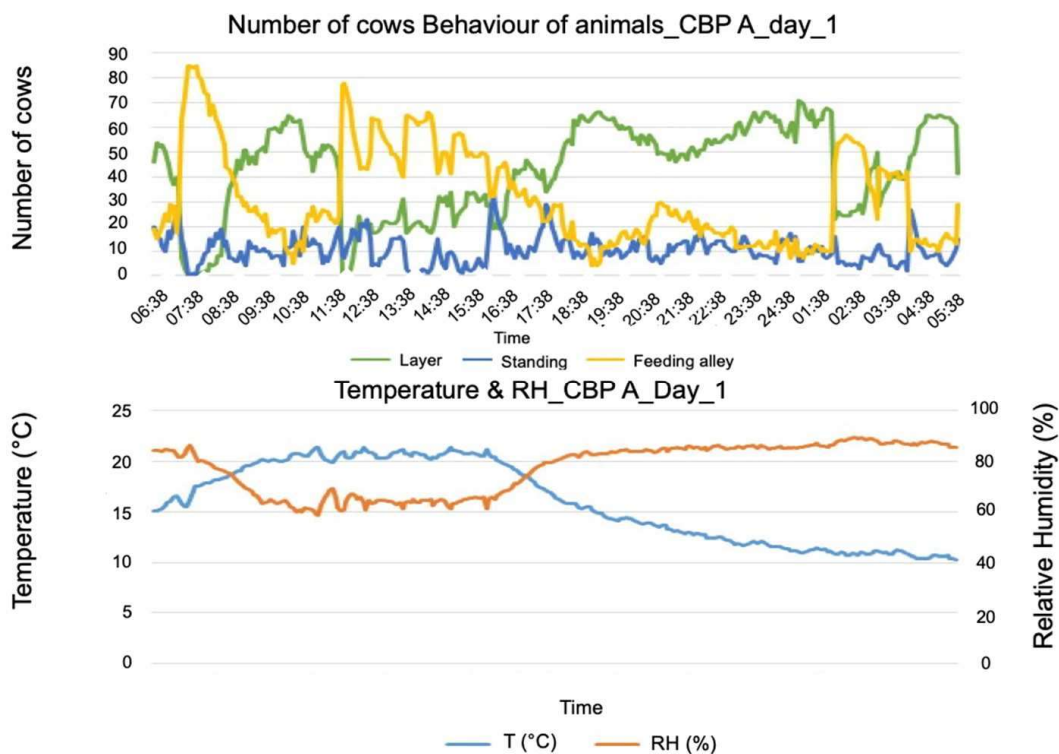 Number of cows Behaviour of animals_CBP A_day_1
Number of cows
90
80
70
60
50
40
30
20
10
0
06:38 07:38 08:38 09:38 10:38 11:38 12:38 13:38 14:38 15:38 16:38 17:38 18:38 19:38 20:38 21:38 22:38 23:38 24:38 01:38 02:38 03:38 04:38 05:38
Time
Layer Standing Feeding alley
Temperature & RH_CBP A_Day_1
Temperature (°C)
25
20
15
10
5
0
100
80
60
40
20
0
Relative Humidity (%)
Time
T (°C) RH (%)